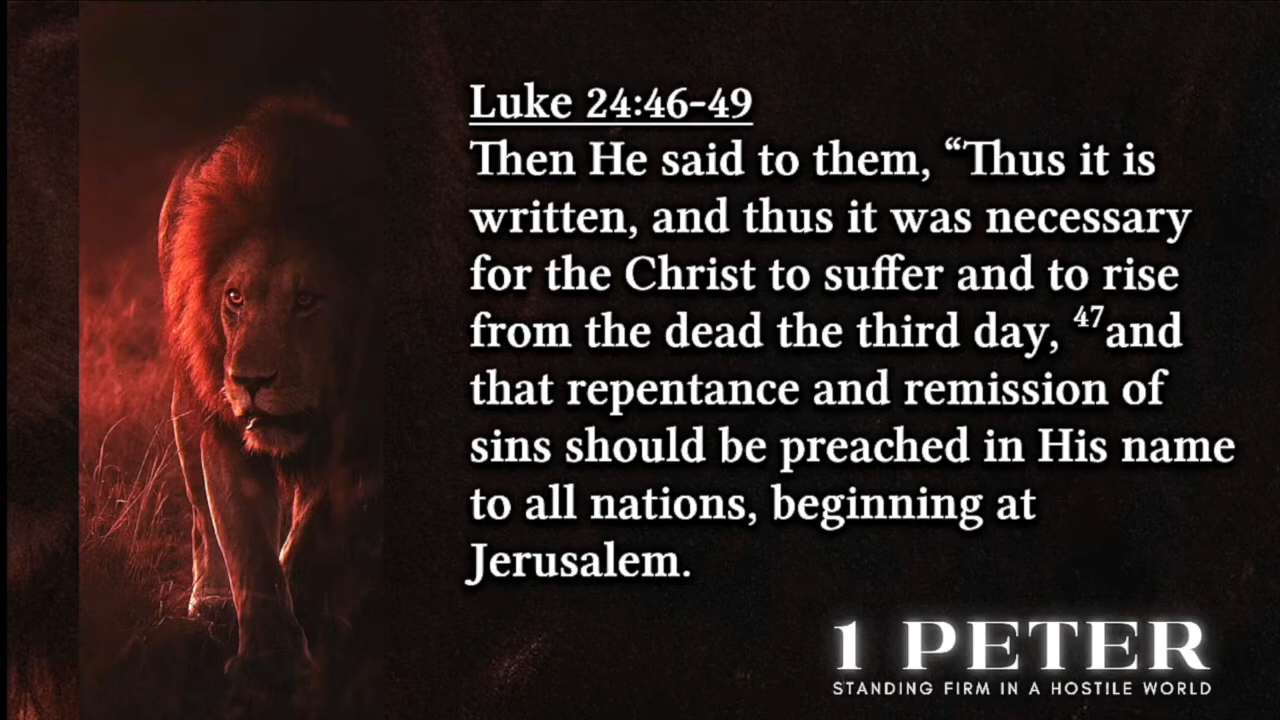 Luke 24:46-49
Then He said to them, “Thus it is
written, and thus it was necessary
for the Christ to suffer and to rise
from the dead the third day, 47and
that repentance and remission of
sins should be preached in His name
to all nations, beginning at
Jerusalem.
1 PETER
STANDING FIRM IN A HOSTILE WORLD